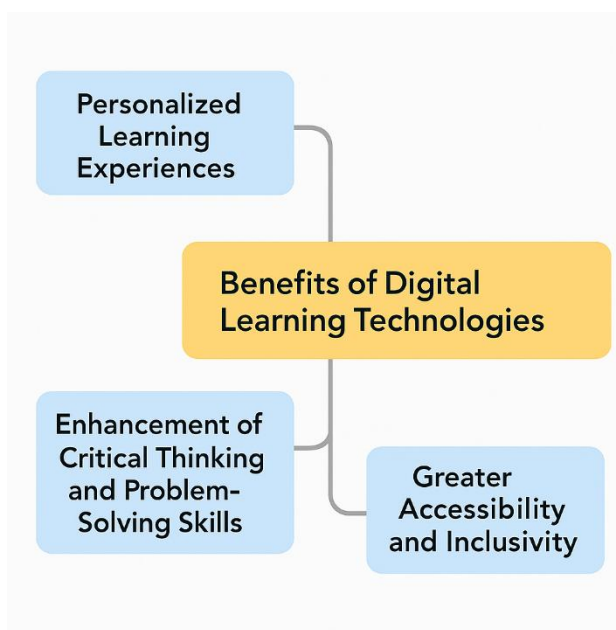 Personalized
Learning
Experiences
Benefits of Digital
Learning Technologies
Enhancement of
Critical Thinking
and Problem-
Solving Skills
Greater
Accessibility
and Inclusivity